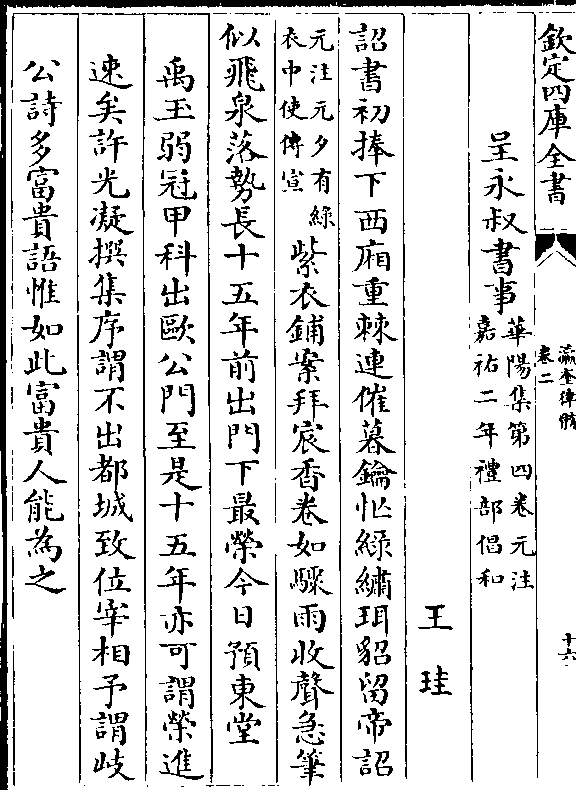 欽定四庫全書
瀛奎律髓
卷二
十六
呈永叔書事
華陽集第四卷元注
嘉祐二年禮部倡和
王珪
詔書初捧下西廂重棘連催暮鑰忙綠繡珥貂留帝詔
元注元夕有綠
衣中使傳宣
紫衣鋪案拜宸香卷如驟雨收聲急筆
似飛泉落勢長十五年前出門下最榮今日預東堂
禹玉弱冠甲科出歐公門至是十五年亦可謂榮進
速矣許光凝撰集序謂不出都城致位宰相予謂岐
公詩多富貴語惟如此富貴人能為之